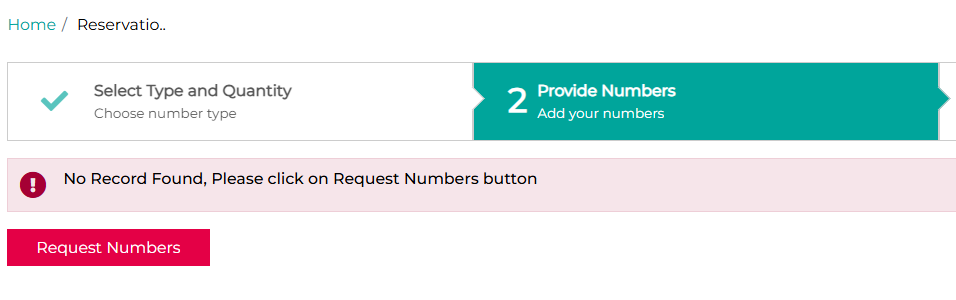 Home / Reservatio..
Select Type and Quantity
Choose number type
2 Provide Numbers
Add your numbers
No Record Found, Please click on Request Numbers button
Request Numbers